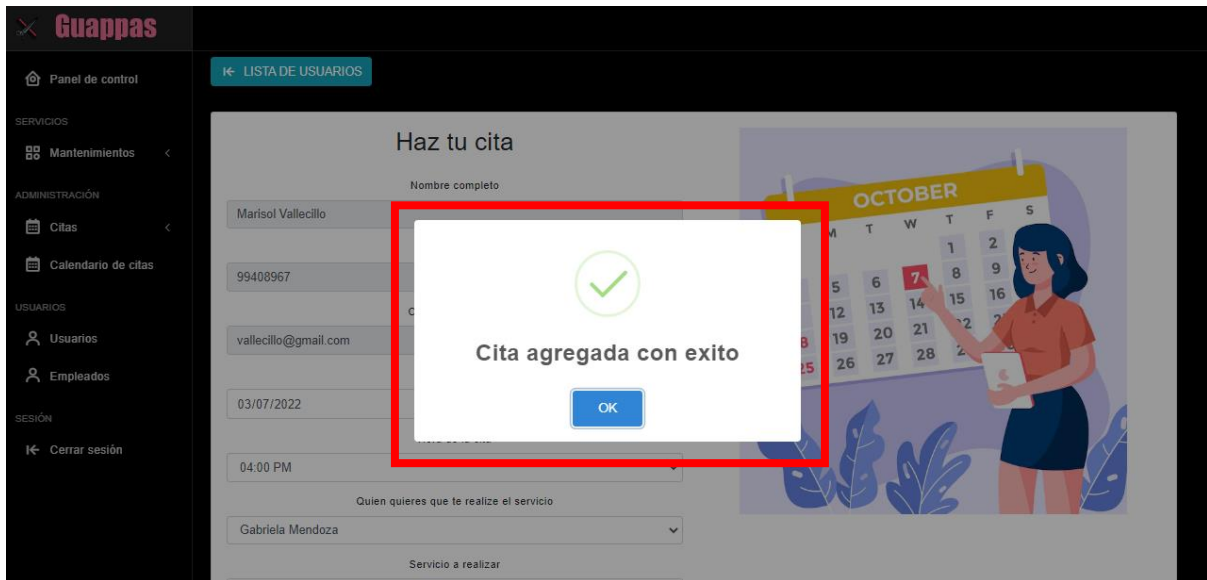 Guappas
Panel de control
LISTA DE USUARIOS
SERVICIOS
Mantenimientos
ADMINISTRACIÓN
Citas
Calendario de citas
USUARIOS
Usuarios
Empleados
SESIÓN
Cerrar sesión
Haz tu cita
Nombre completo
Marisol Vallecillo
99408967
vallecillo@gmail.com
03/07/2022
04:00 PM
Quien quieres que te realize el servicio
Gabriela Mendoza
Servicio a realizar
Cita agregada con exito
OK
OCTOBER
M T W T F S
1 2
5 6 7 8 9
12 13 14 15 16
19 20 21
25 26 27 28